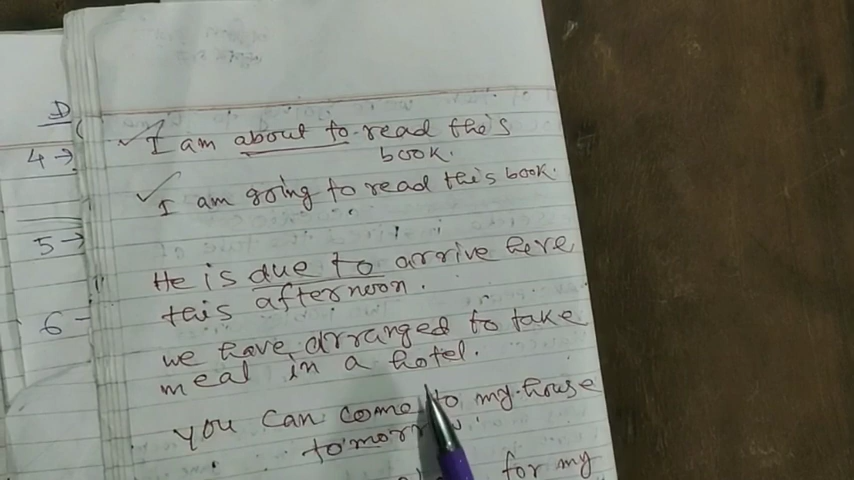 D
4→
5→
6-
I am about to read this
book.
I am going to read this book.
He is due to arrive here
this afternoon.
we have arranged to take
meal in a hotel.
you can come to my house
for my